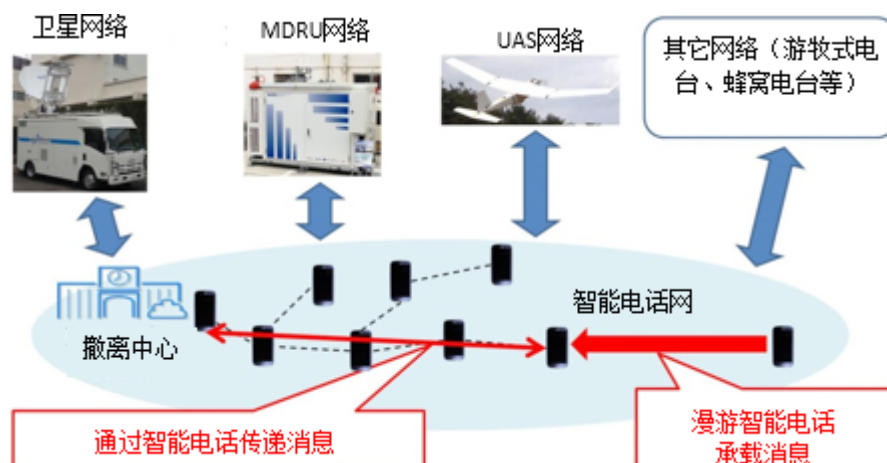 卫星网络
MDRU网络
UAS网络
其它网络（游牧式电
台、蜂窝电台等）
智能电话网
撤离中心
通过智能电话传递消息
漫游智能电话
承载消息